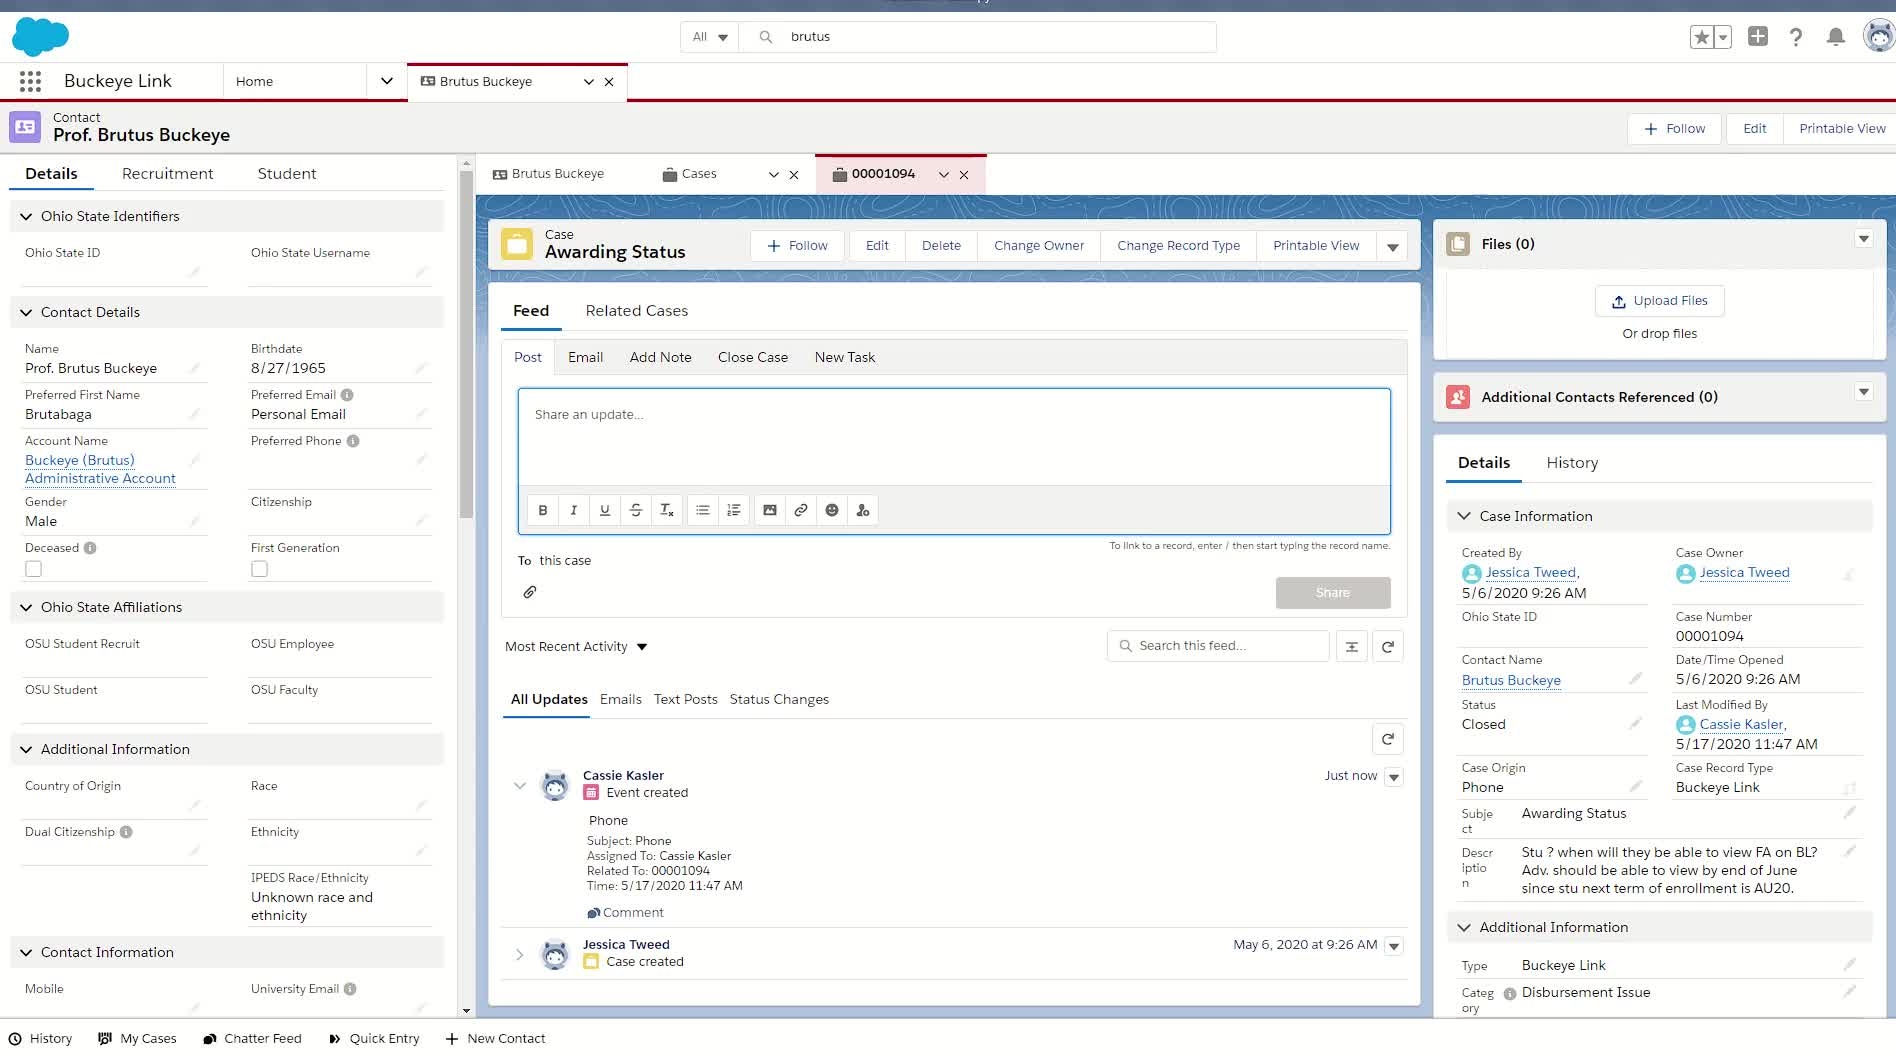 All
brutus
Buckeye Link
Home
Brutus Buckeye
Contact
Prof. Brutus Buckeye
Follow
Edit
Printable View
Details
Recruitment
Student
Ohio State Identifiers
Ohio State ID
Ohio State Username
Contact Details
Name
Prof. Brutus Buckeye
Birthdate
8/27/1965
Preferred First Name
Brutabaga
Preferred Email
Personal Email
Account Name
Buckeye (Brutus)
Administrative Account
Preferred Phone
Gender
Male
Citizenship
Deceased
First Generation
Ohio State Affiliations
OSU Student Recruit
OSU Employee
OSU Student
OSU Faculty
Additional Information
Country of Origin
Race
Dual Citizenship
Ethnicity
IPEDS Race/Ethnicity
Unknown race and
ethnicity
Contact Information
Mobile
University Email
Brutus Buckeye
Cases
00001094
Case
Awarding Status
Follow
Edit
Delete
Change Owner
Change Record Type
Printable View
Feed
Related Cases
Post
Email
Add Note
Close Case
New Task
Share an update...
B
I
U
To link to a record, enter / then start typing the record name.
To this case
Share
Most Recent Activity
Search this feed...
All Updates
Emails
Text Posts
Status Changes
Cassie Kasler
Just now
Event created
Phone
Subject: Phone
Assigned To: Cassie Kasler
Related To: 00001094
Time: 5/17/2020 11:47 AM
Comment
Jessica Tweed
May 6, 2020 at 9:26 AM
Case created
Files (0)
Upload Files
Or drop files
Additional Contacts Referenced (0)
Details
History
Case Information
Created By
Jessica Tweed,
5/6/2020 9:26 AM
Case Owner
Jessica Tweed
Ohio State ID
Case Number
00001094
Contact Name
Brutus Buckeye
Date/Time Opened
5/6/2020 9:26 AM
Status
Closed
Last Modified By
Cassie Kasler,
5/17/2020 11:47 AM
Case Origin
Phone
Case Record Type
Buckeye Link
Subje
ct
Awarding Status
Descr
iptio
n
Stu ? when will they be able to view FA on BL?
Adv. should be able to view by end of June
since stu next term of enrollment is AU20.
Additional Information
Type
Buckeye Link
Categ
ory
Disbursement Issue
History
My Cases
Chatter Feed
Quick Entry
New Contact